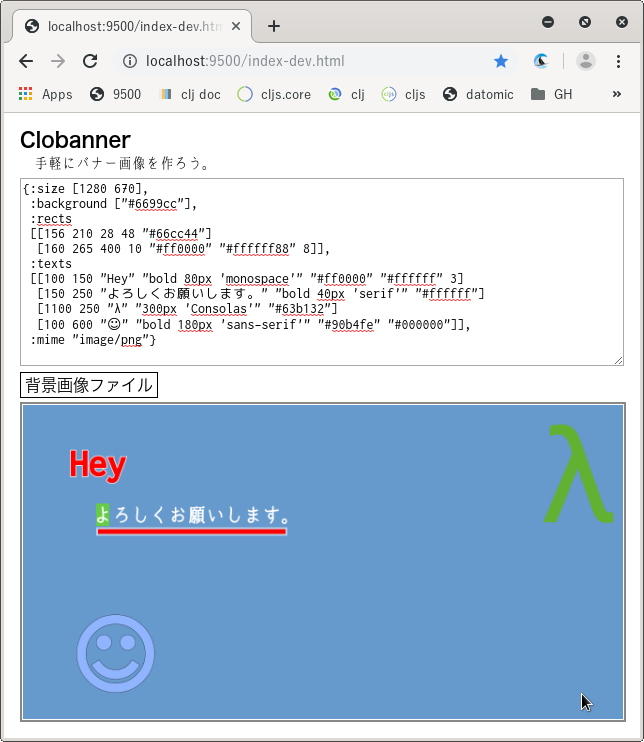 localhost:9500/index-dev.htm
localhost:9500/index-dev.html
Apps 9500 clj doc cljs.core clj cljs datomic GH »
Clobanner
手軽にバナー画像を作ろう。
{:size [1280 670],
:background ["#6699cc"],
:rects
[[156 210 28 48 "#66cc44"]
[160 265 400 10 "#ff0000" "#ffffff88" 8]],
:texts
[[100 150 "Hey" "bold 80px 'monospace'" "#ff0000" "#ffffff" 3]
[150 250 "よろしくお願いします。" "bold 40px 'serif'" "#ffffff"]
[1100 250 "λ" "300px 'Consolas'" "#63b132"]
[100 600 "☺" "bold 180px 'sans-serif'" "#90b4fe" "#000000"]],
:mime "image/png"}
背景画像ファイル
Hey
λ
よろしくお願いします。
☺